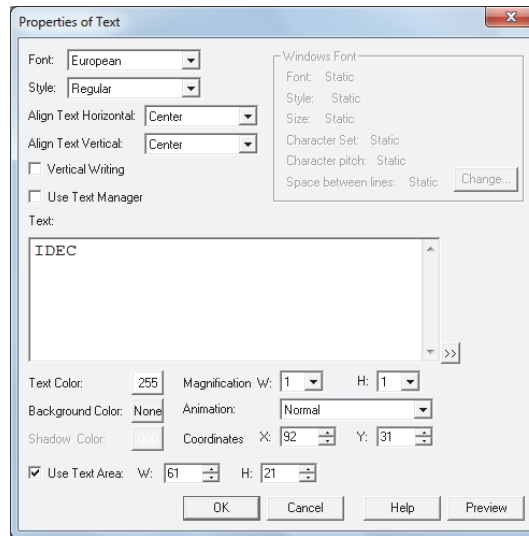 Properties of Text
Font: European
Style: Regular
Align Text Horizontal: Center
Align Text Vertical: Center
Vertical Writing
Use Text Manager
Windows Font
Font: Static
Style: Static
Size: Static
Character Set: Static
Character pitch: Static
Space between lines: Static Change...
Text:
IDEC
>>
Text Color: 255 Magnification W: 1 H: 1
Background Color: None Animation: Normal
Shadow Color: 000 Coordinates X: 92 Y: 31
Use Text Area: W: 61 H: 21
OK Cancel Help Preview